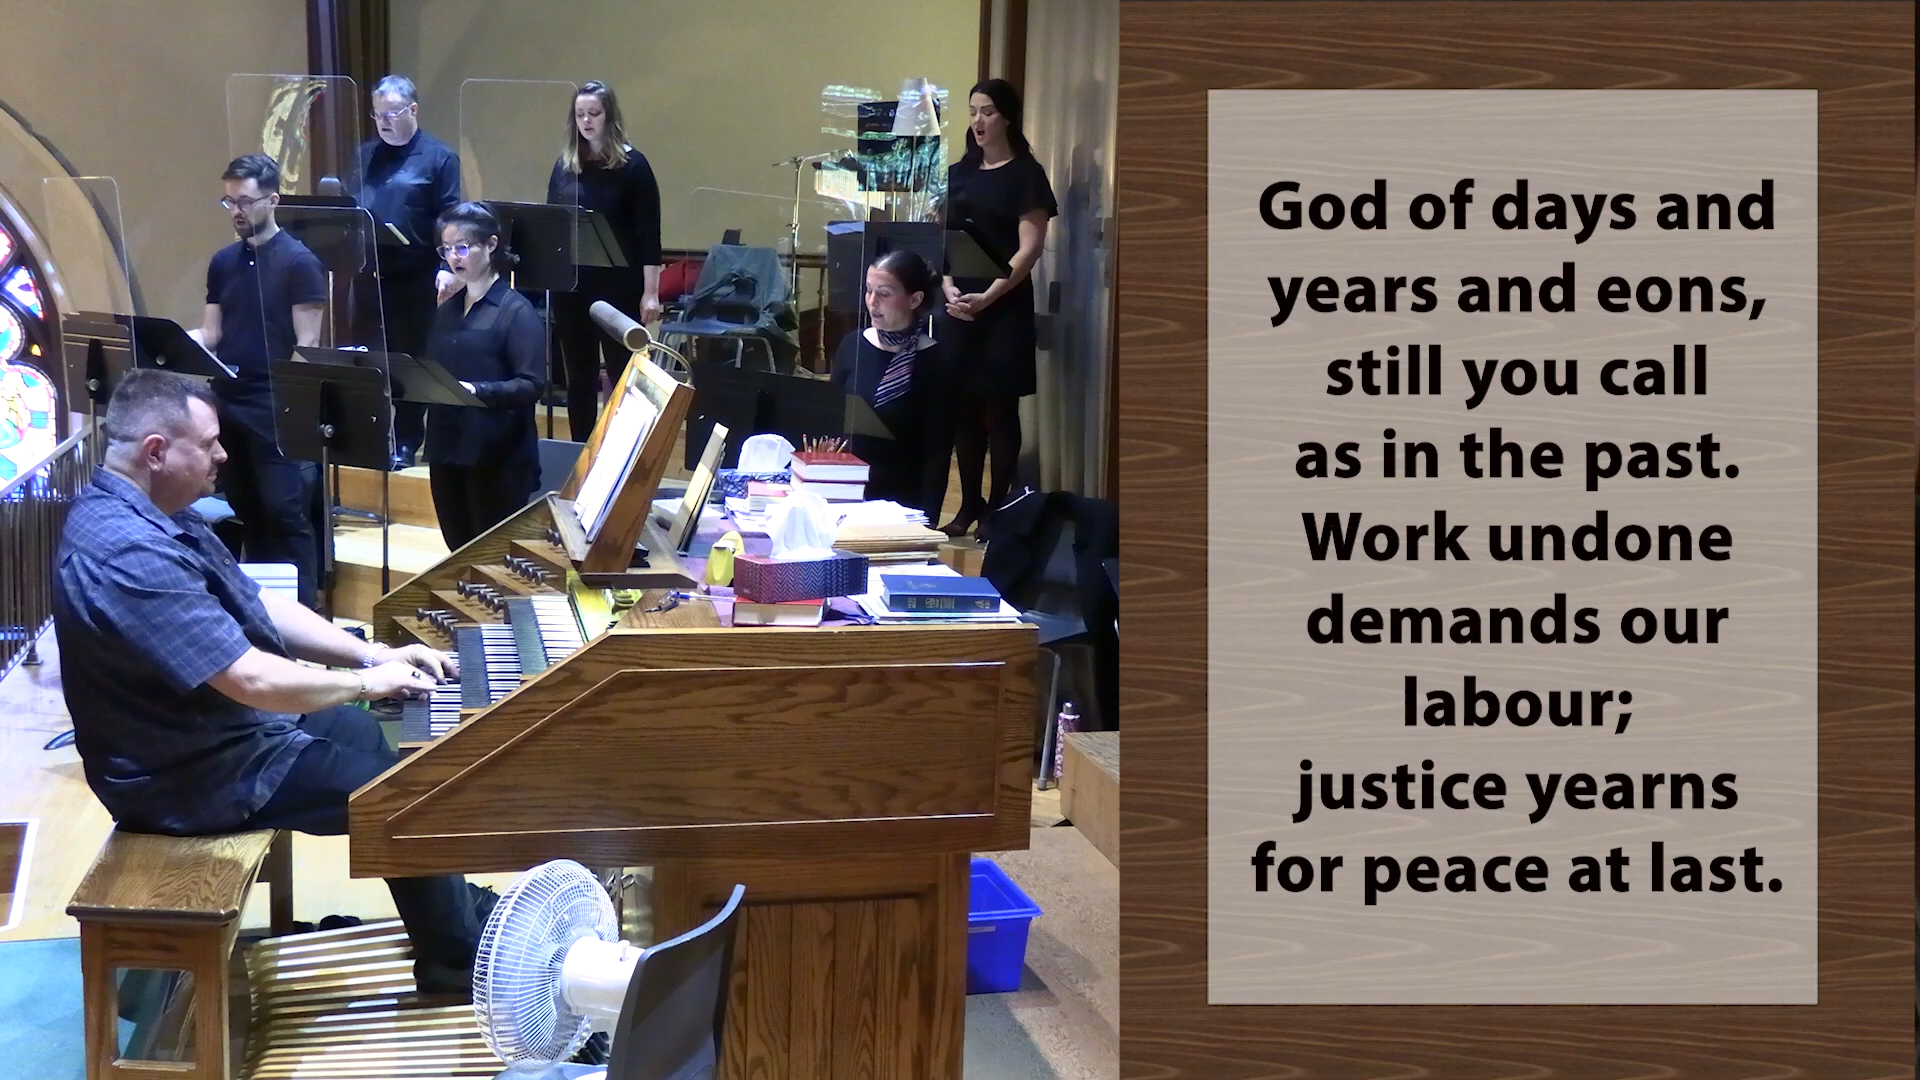 God of days and
years and eons,
still you call
as in the past.
Work undone
demands our
labour;
justice yearns
for peace at last.